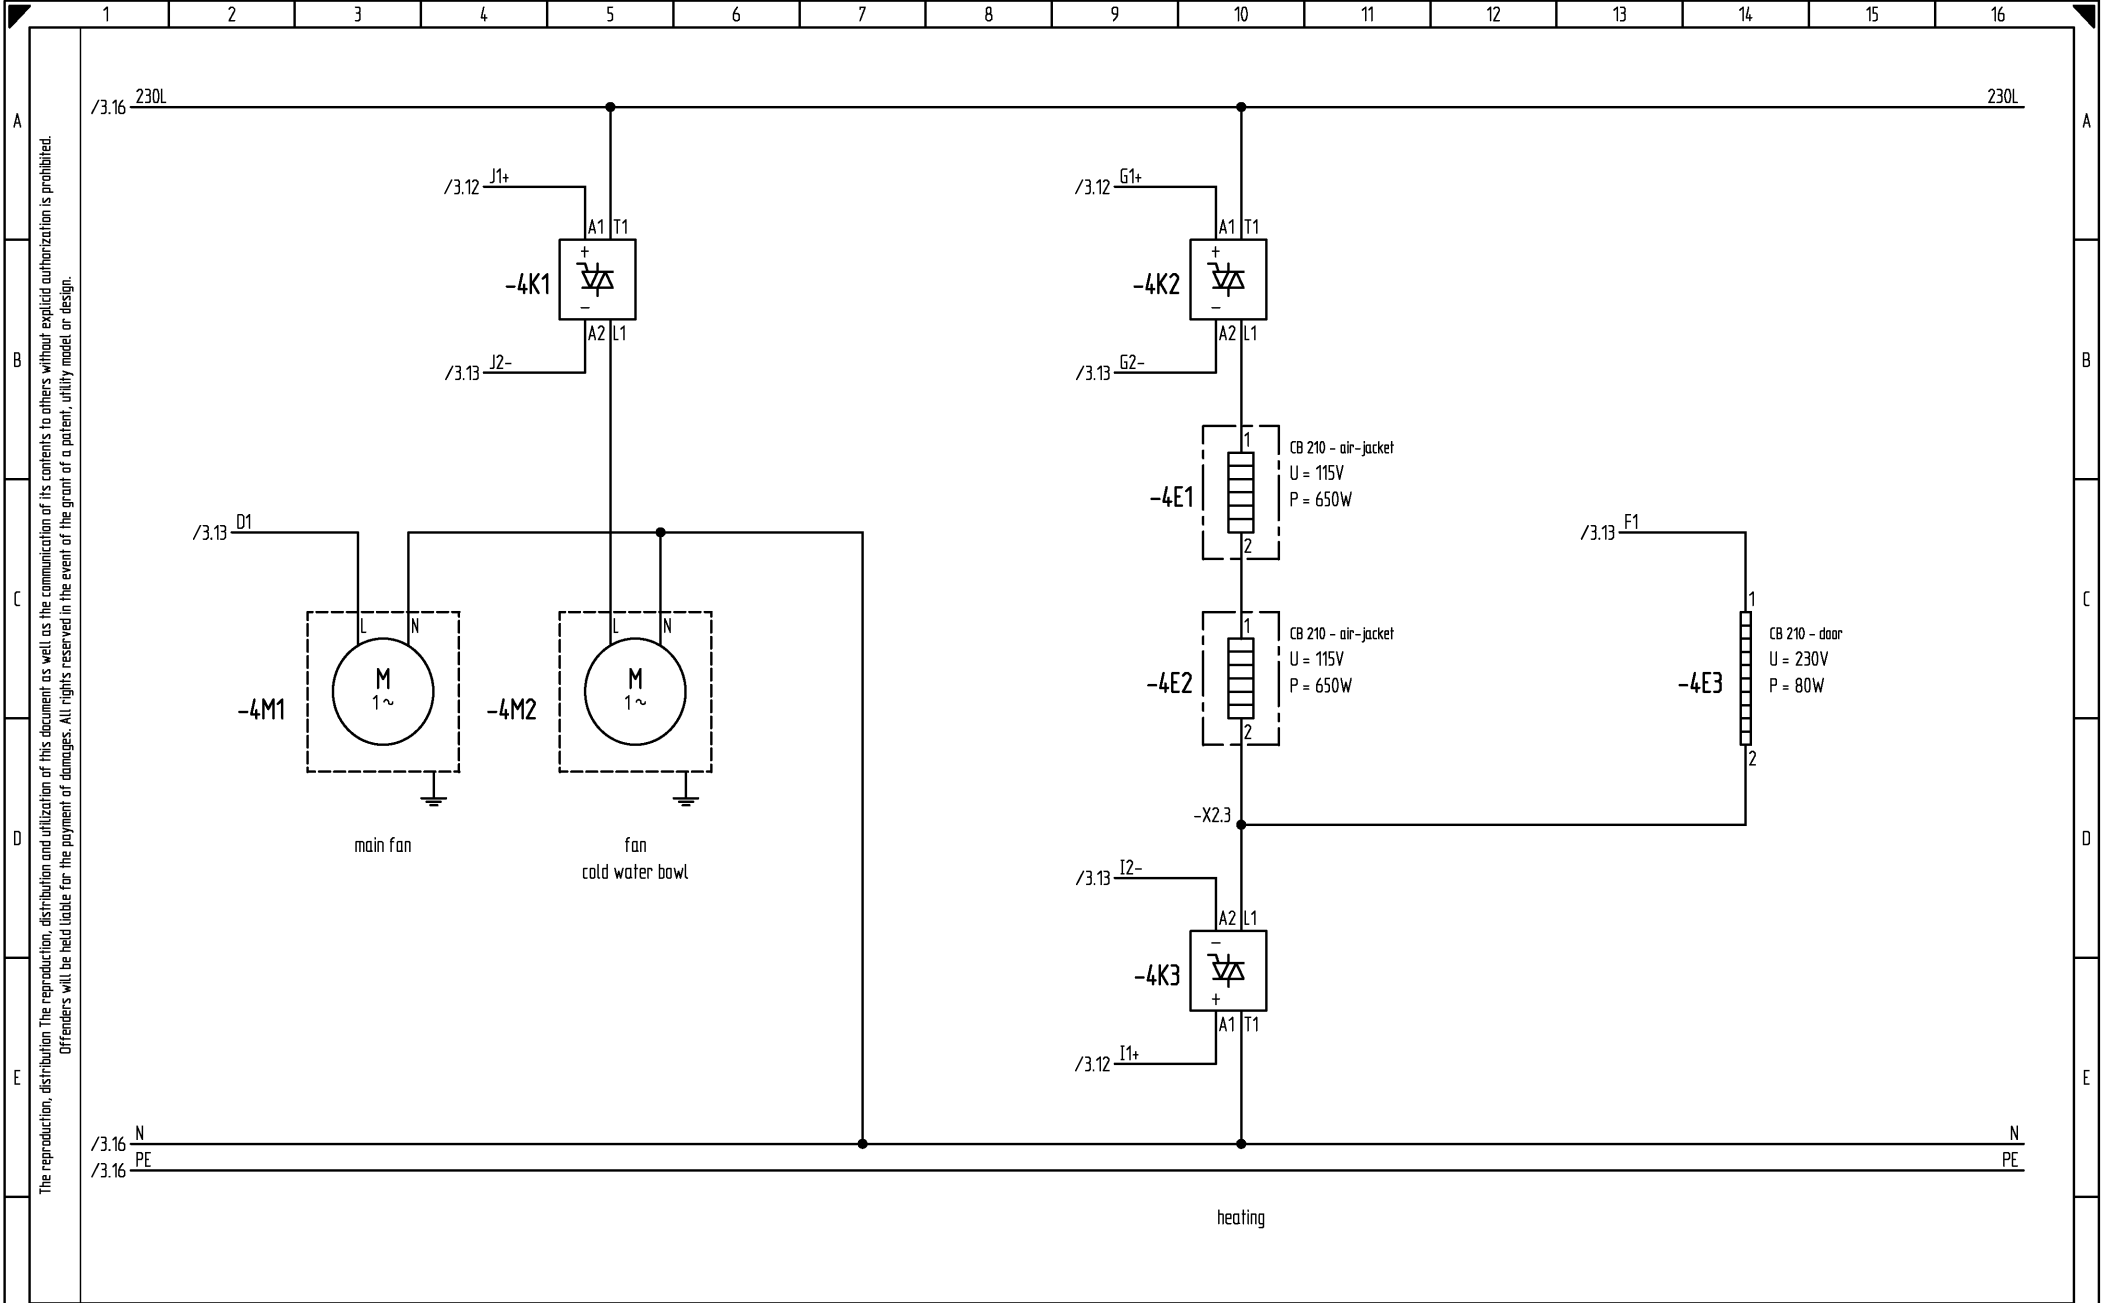 1 2 3 4 5 6 7 8 9 10 11 12 13 14 15 16
/3.16 230L 230L
A A
/3.12 J1+ /3.12 G1+
A1 T1 A1 T1
+ +
-4K1 -4K2
- -
A2 L1 A2 L1
B B
/3.13 J2- /3.13 G2-
1
CB 210 - air-jacket
U = 115V
-4E1
P = 650W
2
/3.13 D1
/3.13 F1
C C
L N L N
1
CB 210 - air-jacket
U = 115V
-4E2
P = 650W
2
1
CB 210 - door
U = 230V
-4E3
P = 80W
2
M M
1~ 1~
-4M1 -4M2
-X2.3
D D
main fan
fan
cold water bowl
/3.13 I2-
A2 L1
-
-4K3
+
A1 T1
/3.12 I1+
E E
/3.16 N N
/3.16 PE PE
heating
The reproduction, distribution The reproduction, distribution and utilization of this document as well as the communication of its contents to others without explicid authorization is prohibited.
Offenders will be held liable for the payment of damages. All rights reserved in the event of the grant of a patent, utility model or design.